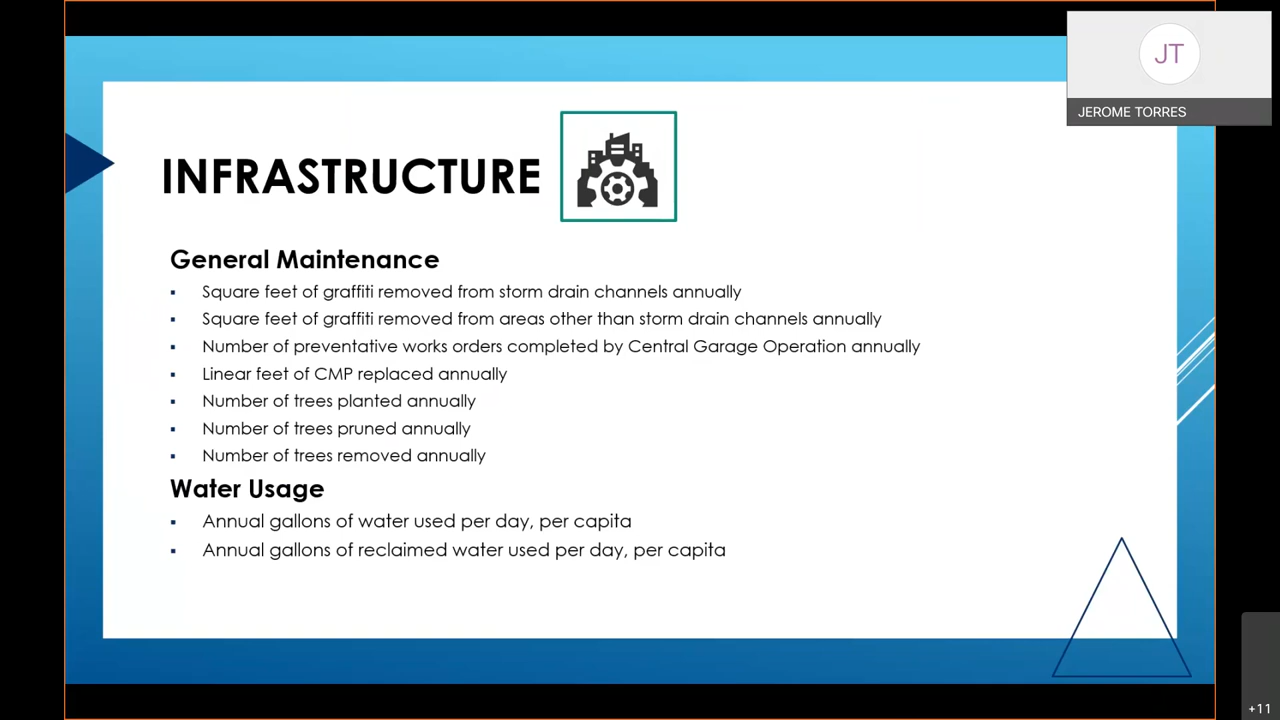 JT
JEROME TORRES
INFRASTRUCTURE
General Maintenance
▪ Square feet of graffiti removed from storm drain channels annually
▪ Square feet of graffiti removed from areas other than storm drain channels annually
▪ Number of preventative works orders completed by Central Garage Operation annually
▪ Linear feet of CMP replaced annually
▪ Number of trees planted annually
▪ Number of trees pruned annually
▪ Number of trees removed annually
Water Usage
▪ Annual gallons of water used per day, per capita
▪ Annual gallons of reclaimed water used per day, per capita
+11